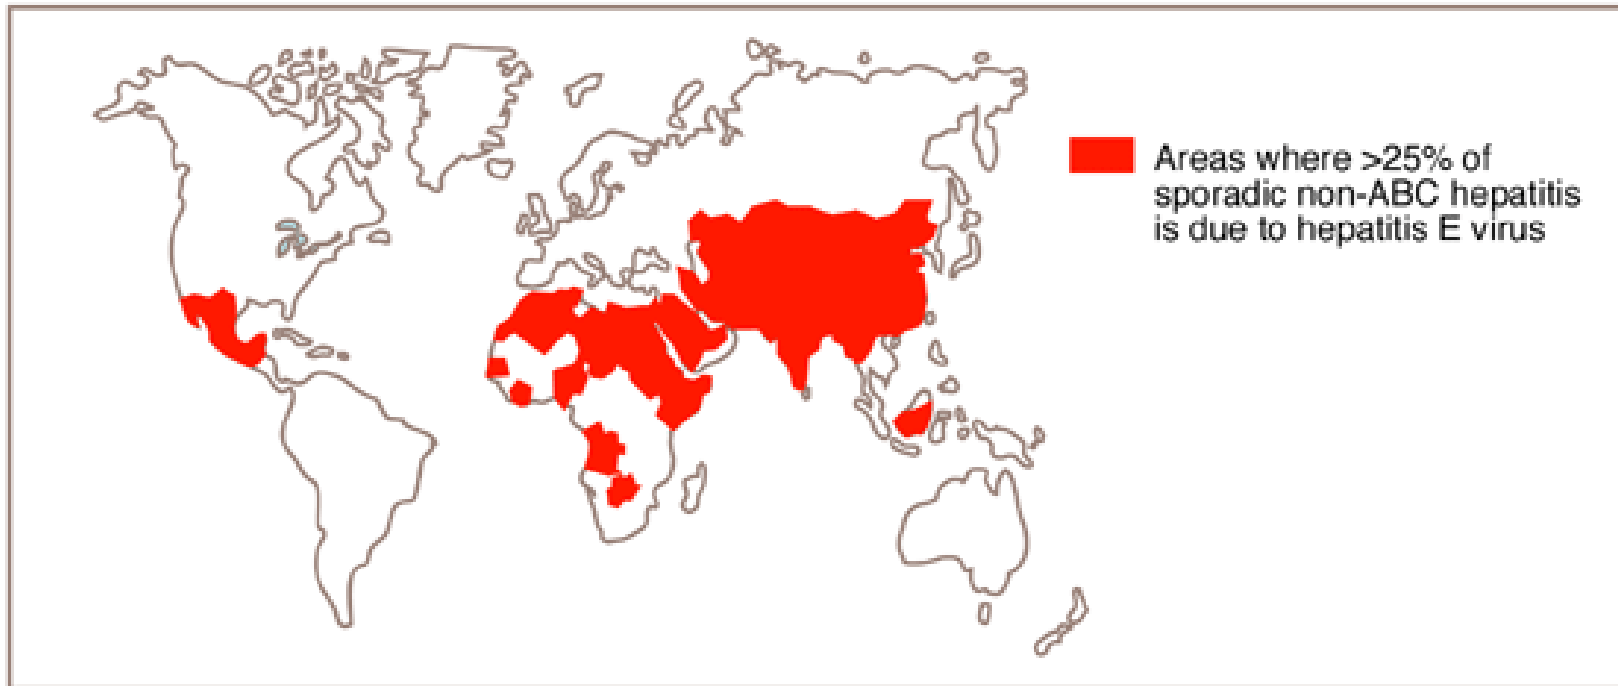 Areas where >25% of
sporadic non-ABC hepatitis
is due to hepatitis E virus